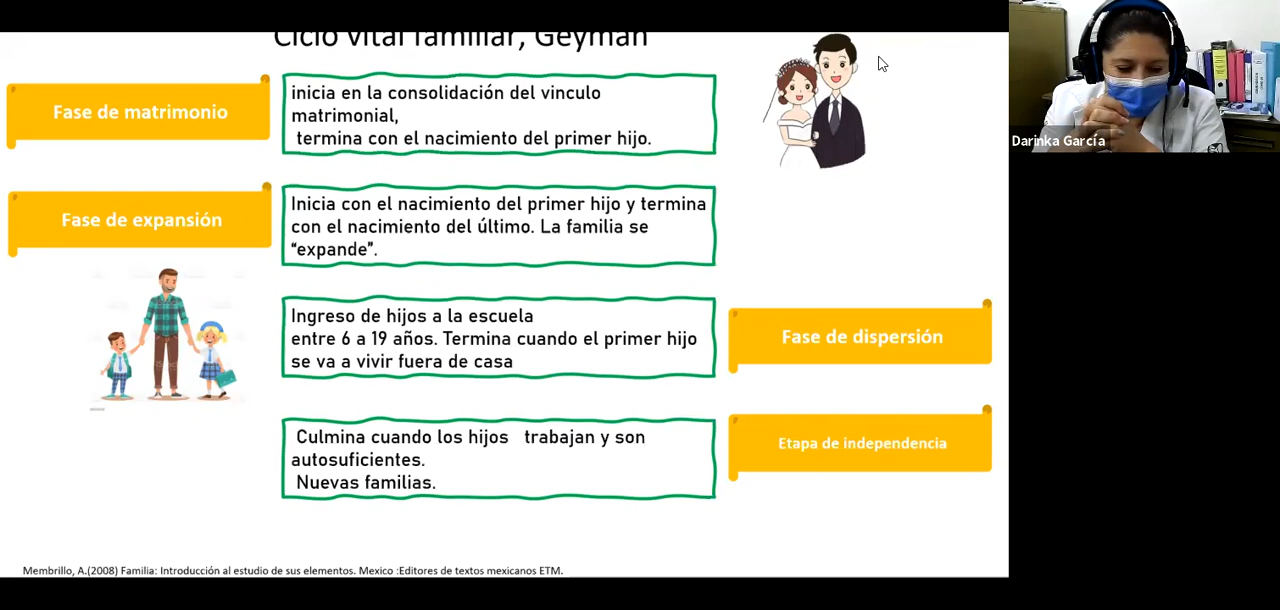 Ciclo vital familiar, Geyman
Fase de matrimonio
inicia en la consolidación del vinculo
matrimonial,
termina con el nacimiento del primer hijo.
Fase de expansión
Inicia con el nacimiento del primer hijo y termina
con el nacimiento del último. La familia se
“expande”.
Ingreso de hijos a la escuela
entre 6 a 19 años. Termina cuando el primer hijo
se va a vivir fuera de casa
Fase de dispersión
Culmina cuando los hijos trabajan y son
autosuficientes.
Nuevas familias.
Etapa de independencia
Membrillo, A.(2008) Familia: Introducción al estudio de sus elementos. Mexico :Editores de textos mexicanos ETM.
Darinka García